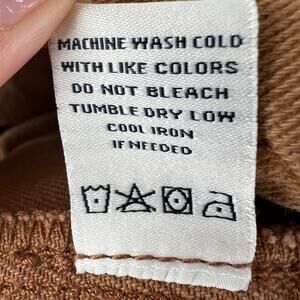 MACHINE WASH COLD
WITH LIKE COLORS
DO NOT BLEACH
TUMBLE DRY LOW
COOL IRON
IF NEEDED